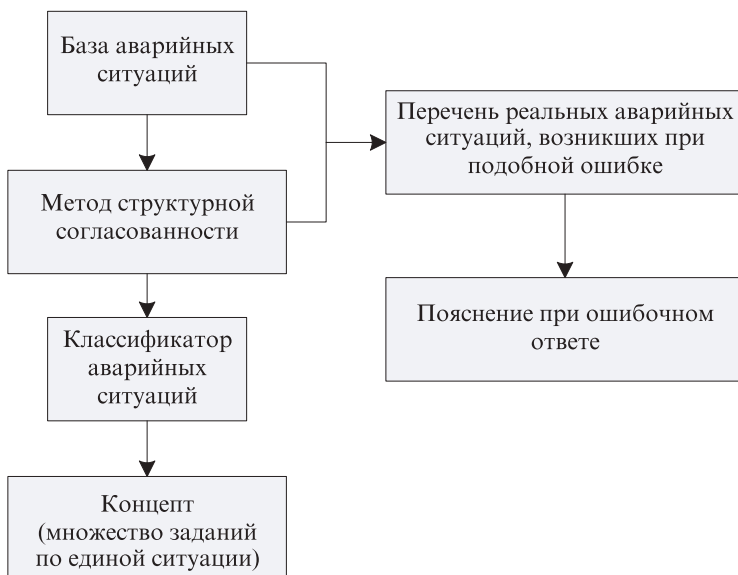 База аварийных
ситуаций
Метод структурной
согласованности
Классификатор
аварийных
ситуаций
Концепт
(множество заданий
по единой ситуации)
Перечень реальных аварийных
ситуаций, возникших при
подобной ошибке
Пояснение при ошибочном
ответе